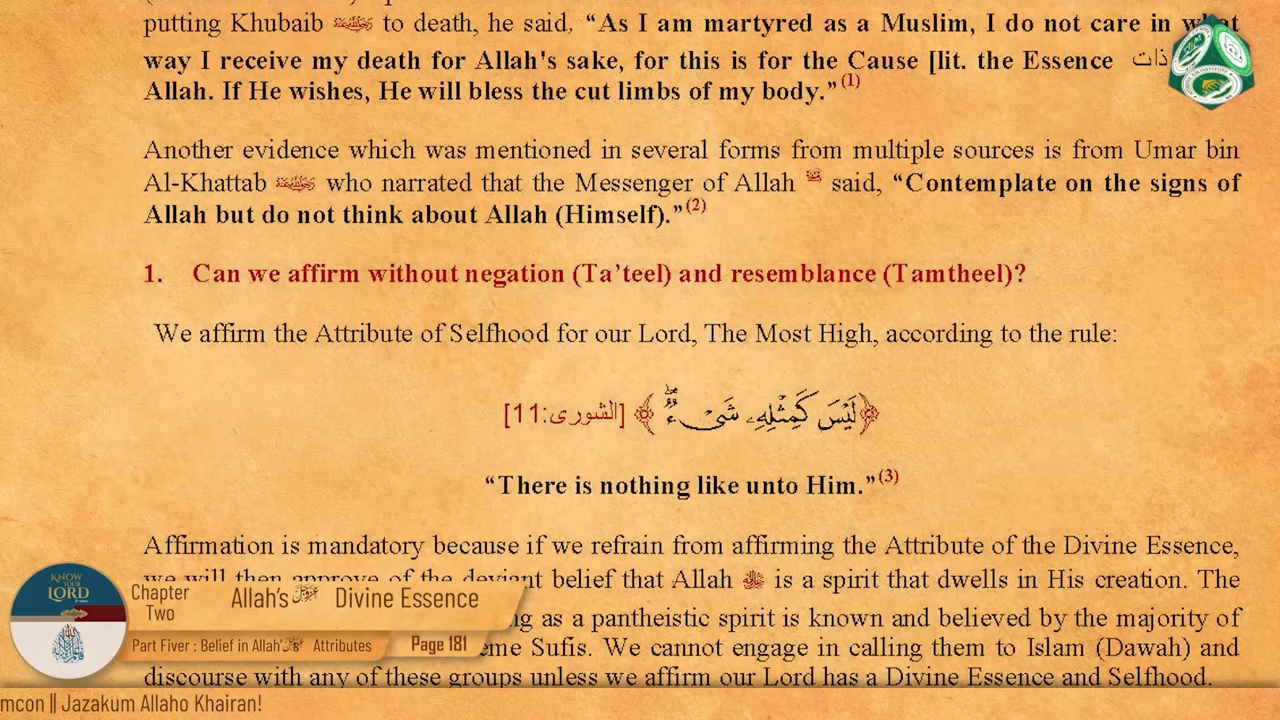 putting Khubaib رضي الله عنه to death, he said, “As I am martyred as a Muslim, I do not care in what
way I receive my death for Allah's sake, for this is for the Cause [lit. the Essence ذات
Allah. If He wishes, He will bless the cut limbs of my body.”(1)
Another evidence which was mentioned in several forms from multiple sources is from Umar bin
Al-Khattab who narrated that the Messenger of Allah said, “Contemplate on the signs of
Allah but do not think about Allah (Himself).”(2)
1. Can we affirm without negation (Ta’teel) and resemblance (Tamtheel)?
We affirm the Attribute of Selfhood for our Lord, The Most High, according to the rule:
﴿لَيْسَ كَمِثْلِهِۦ شَىْءٌ ۖ﴾ [الشورى:11]
“There is nothing like unto Him.”(3)
Affirmation is mandatory because if we refrain from affirming the Attribute of the Divine Essence,
we will then approve of the deviant belief that Allah is a spirit that dwells in His creation. The
ng as a pantheistic spirit is known and believed by the majority of
eme Sufis. We cannot engage in calling them to Islam (Dawah) and
discourse with any of these groups unless we affirm our Lord has a Divine Essence and Selfhood.
KNOW
YOUR
LORD
Chapter
Two
Allah’s Divine Essence
Part Fiver : Belief in Allah’s Attributes
Page 181
mcon || Jazakum Allaho Khairan!